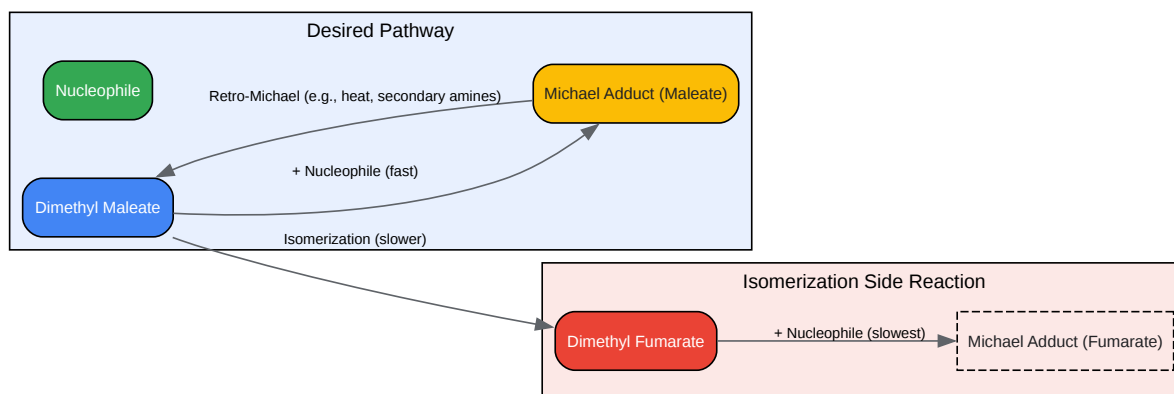 Desired Pathway
Nucleophile
Retro-Michael (e.g., heat, secondary amines)
Michael Adduct (Maleate)
+ Nucleophile (fast)
Dimethyl Maleate
Isomerization (slower)
Isomerization Side Reaction
Dimethyl Fumarate
+ Nucleophile (slowest)
Michael Adduct (Fumarate)